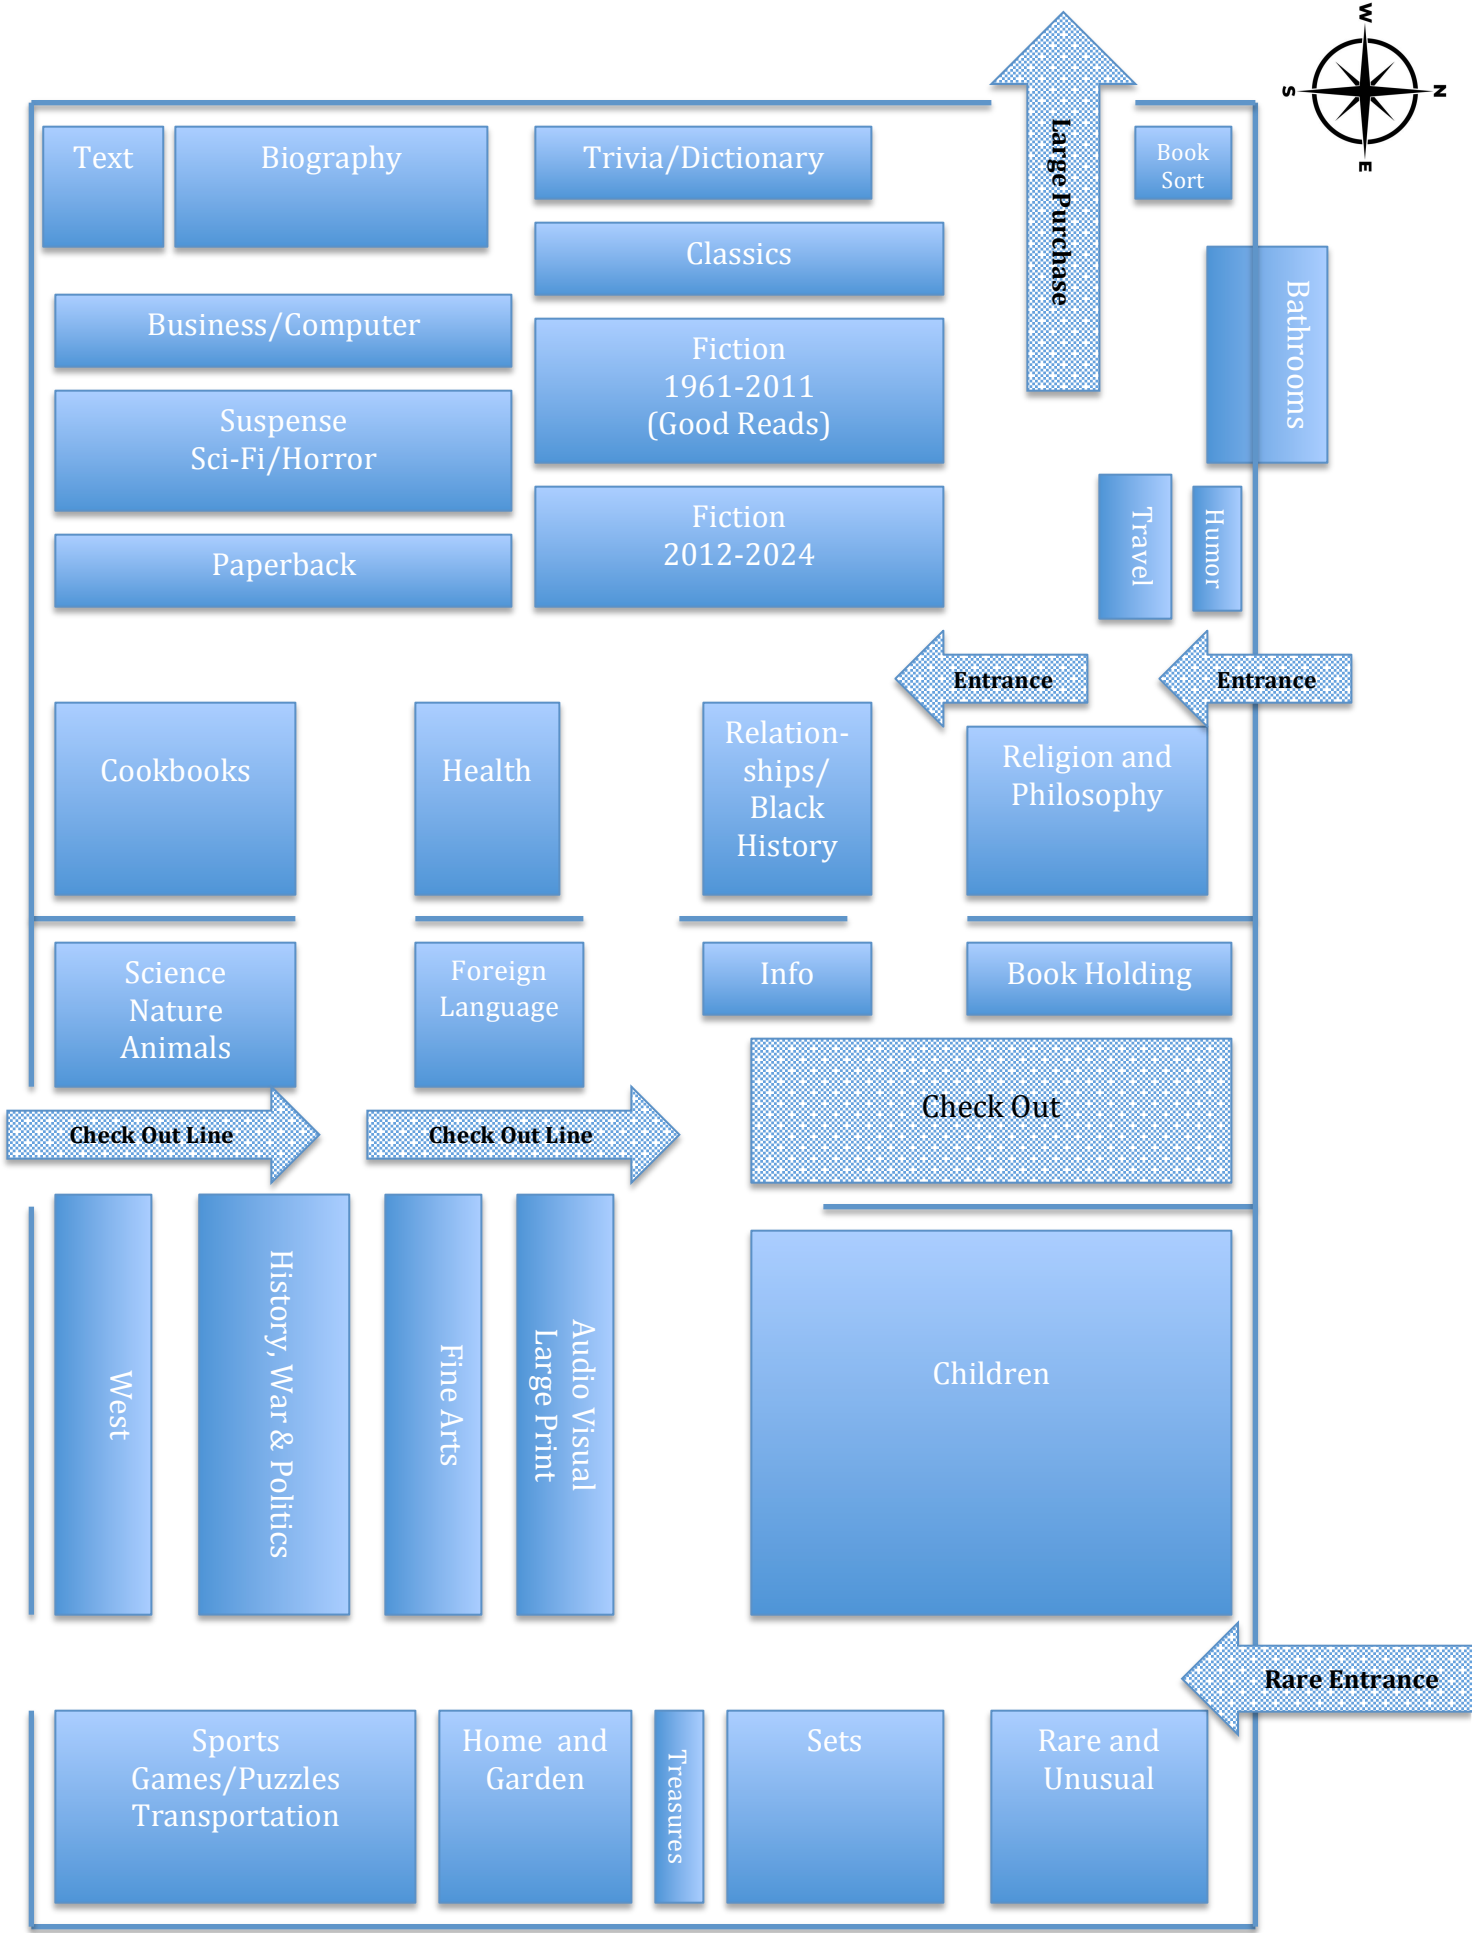 W
S
N
E
Large Purchase
Text
Biography
Trivia/Dictionary
Book
Sort
Classics
Business/Computer
Bathrooms
Fiction
1961-2011
(Good Reads)
Suspense
Sci-Fi/Horror
Fiction
2012-2024
Travel
Humor
Paperback
Entrance
Entrance
Cookbooks
Health
Relation-
ships/
Black
History
Religion and
Philosophy
Science
Nature
Animals
Foreign
Language
Info
Book Holding
Check Out
Check Out Line
Check Out Line
West
History, War & Politics
Fine Arts
Audio Visual
Large Print
Children
Rare Entrance
Sports
Games/Puzzles
Transportation
Home and
Garden
Treasures
Sets
Rare and
Unusual